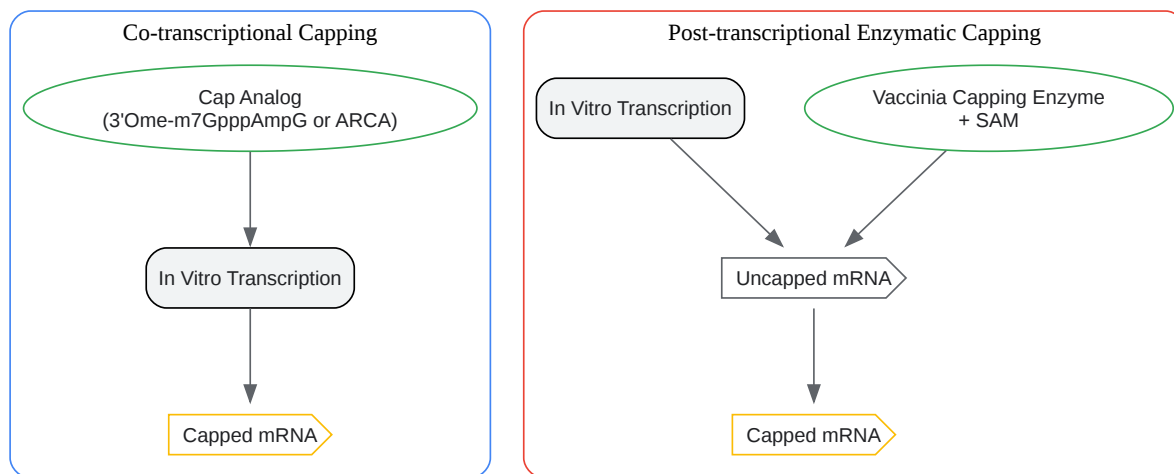 Co-transcriptional Capping
Cap Analog
(3'Ome-m7GpppAmpG or ARCA)
In Vitro Transcription
Capped mRNA
Post-transcriptional Enzymatic Capping
In Vitro Transcription
Vaccinia Capping Enzyme
+ SAM
Uncapped mRNA
Capped mRNA